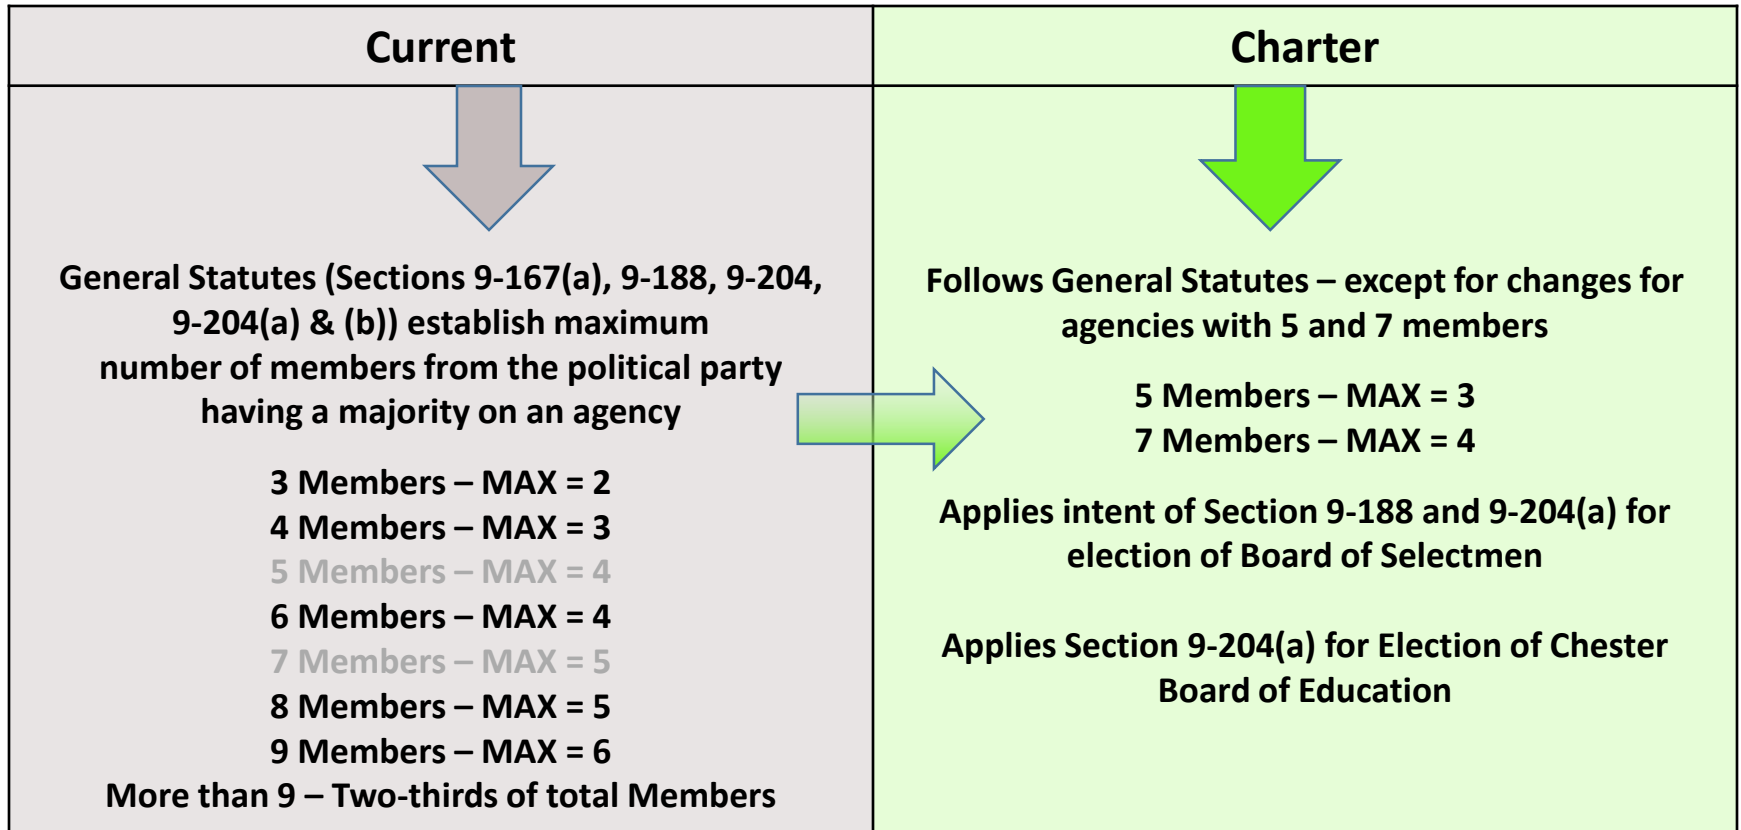 Current
Charter
General Statutes (Sections 9-167(a), 9-188, 9-204,
9-204(a) & (b)) establish maximum
number of members from the political party
having a majority on an agency
3 Members – MAX = 2
4 Members – MAX = 3
5 Members – MAX = 4
6 Members – MAX = 4
7 Members – MAX = 5
8 Members – MAX = 5
9 Members – MAX = 6
More than 9 – Two-thirds of total Members
Follows General Statutes – except for changes for
agencies with 5 and 7 members
5 Members – MAX = 3
7 Members – MAX = 4
Applies intent of Section 9-188 and 9-204(a) for
election of Board of Selectmen
Applies Section 9-204(a) for Election of Chester
Board of Education